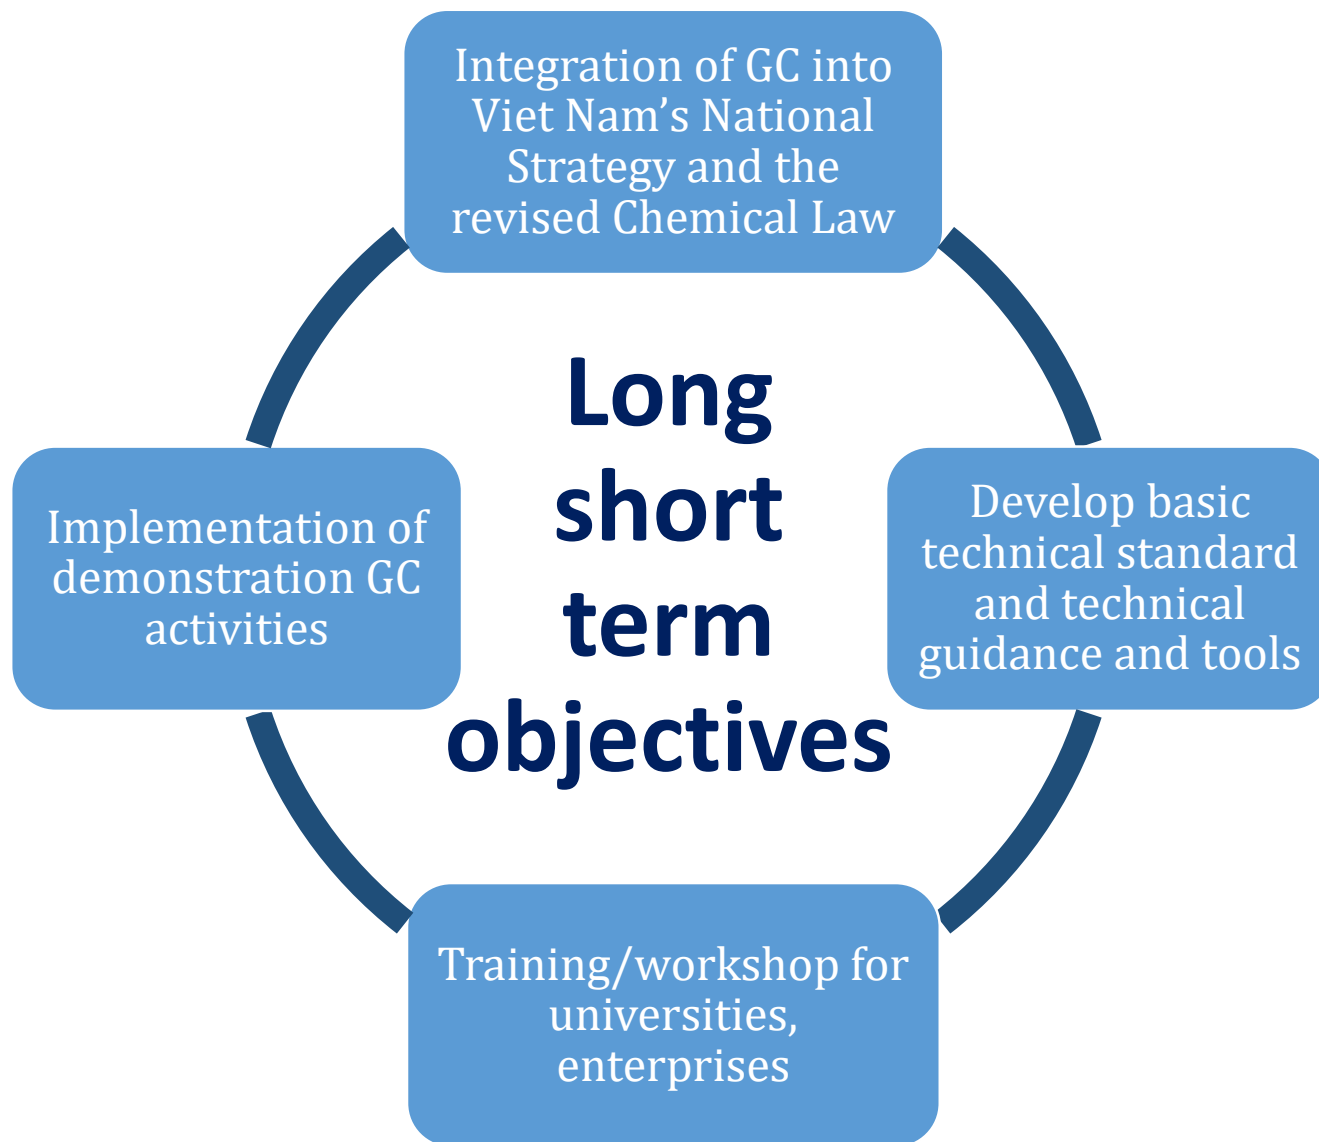 Integration of GC into
Viet Nam’s National
Strategy and the
revised Chemical Law
Long
short
term
objectives
Implementation of
demonstration GC
activities
Develop basic
technical standard
and technical
guidance and tools
Training/workshop for
universities,
enterprises